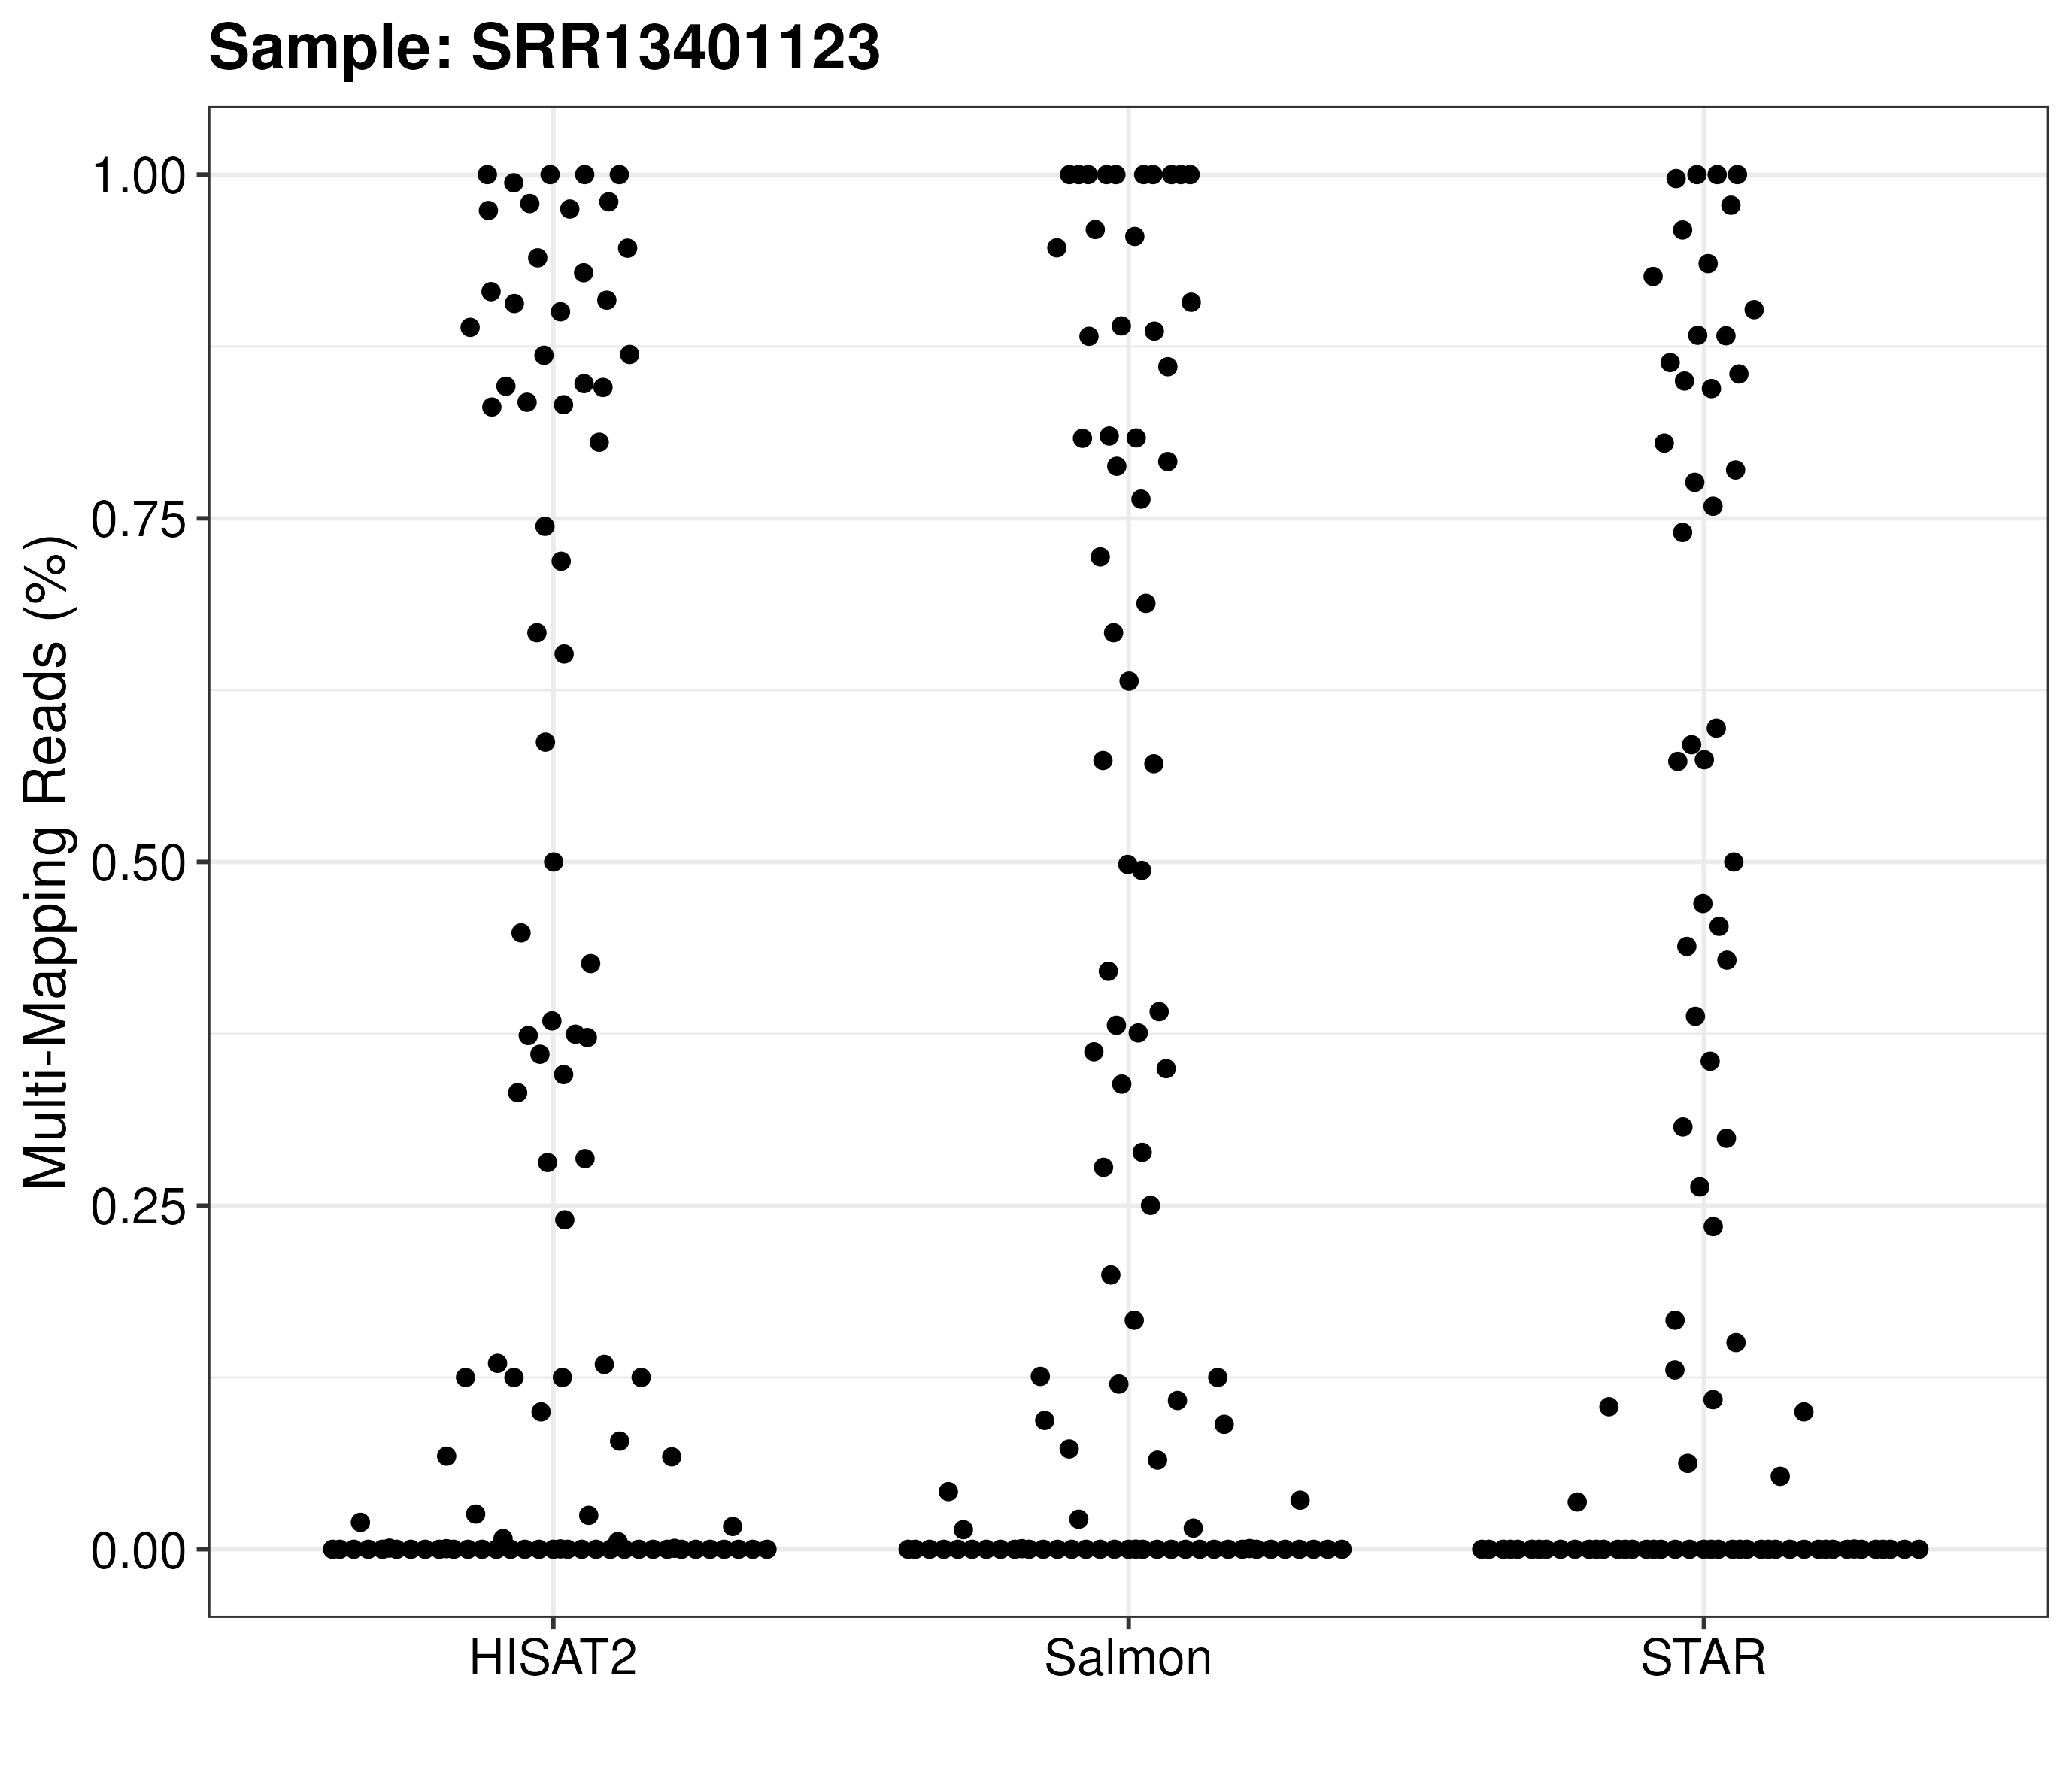 Sample: SRR13401123
Multi-Mapping Reads (%)
1.00
0.75
0.50
0.25
0.00
HISAT2 Salmon STAR